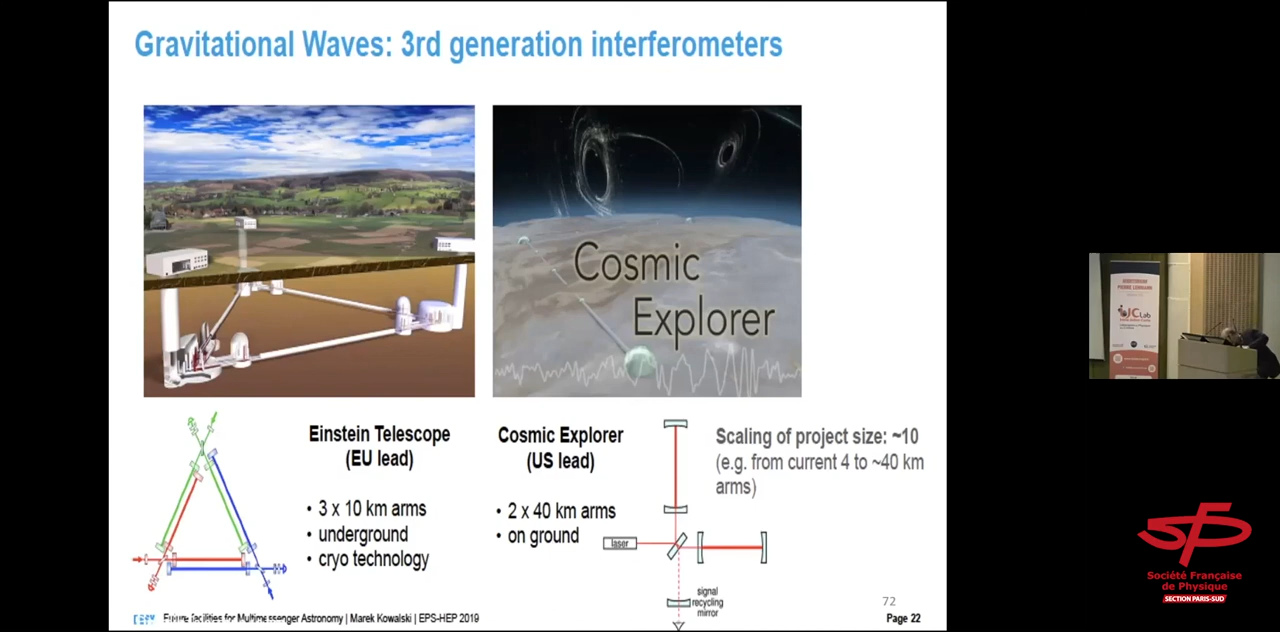 Gravitational Waves: 3rd generation interferometers
Cosmic
Explorer
Einstein Telescope
(EU lead)
• 3 x 10 km arms
• underground
• cryo technology
Cosmic Explorer
(US lead)
• 2 x 40 km arms
• on ground
laser
signal
recycling
mirror
Scaling of project size: ~10
(e.g. from current 4 to ~40 km
arms)
72
Future facilities for Multimessenger Astronomy | Marek Kowalski | EPS-HEP 2019
Page 22
AUDITORIUM
PIERRE LEHMANN
Société Française
de Physique
SECTION PARIS-SUD